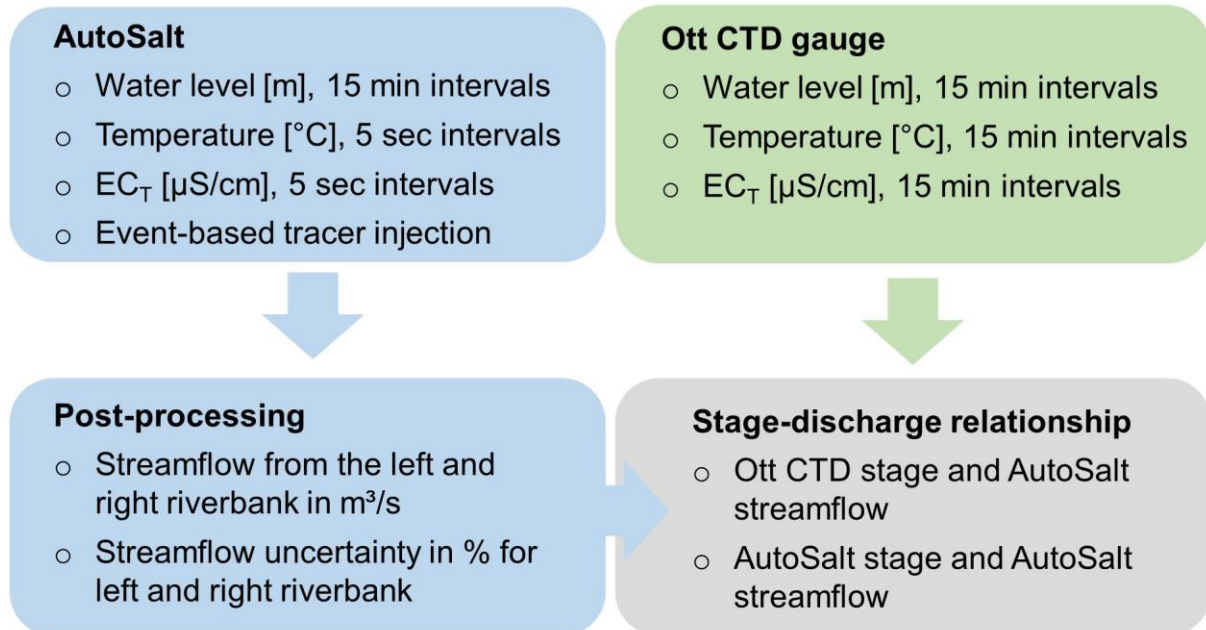 AutoSalt
o Water level [m], 15 min intervals
o Temperature [°C], 5 sec intervals
o EC_T [µS/cm], 5 sec intervals
o Event-based tracer injection
Ott CTD gauge
o Water level [m], 15 min intervals
o Temperature [°C], 15 min intervals
o EC_T [µS/cm], 15 min intervals
Post-processing
o Streamflow from the left and
right riverbank in m³/s
o Streamflow uncertainty in % for
left and right riverbank
Stage-discharge relationship
o Ott CTD stage and AutoSalt
streamflow
o AutoSalt stage and AutoSalt
streamflow